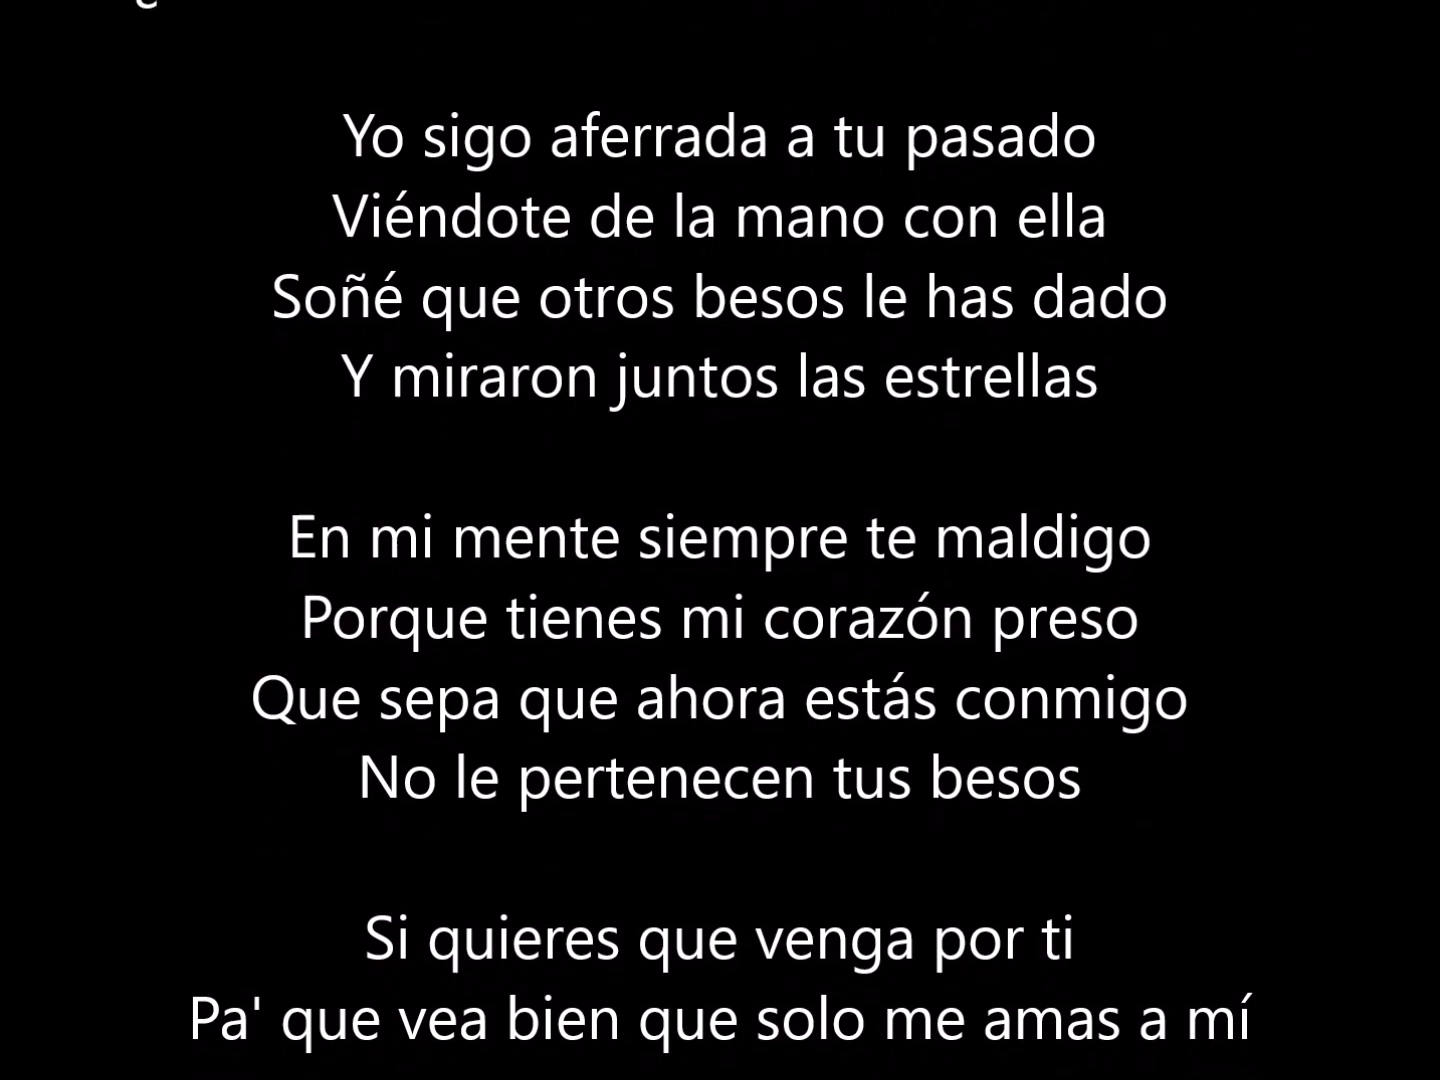 Yo sigo aferrada a tu pasado
Viéndote de la mano con ella
Soñé que otros besos le has dado
Y miraron juntos las estrellas
En mi mente siempre te maldigo
Porque tienes mi corazón preso
Que sepa que ahora estás conmigo
No le pertenecen tus besos
Si quieres que venga por ti
Pa' que vea bien que solo me amas a mí